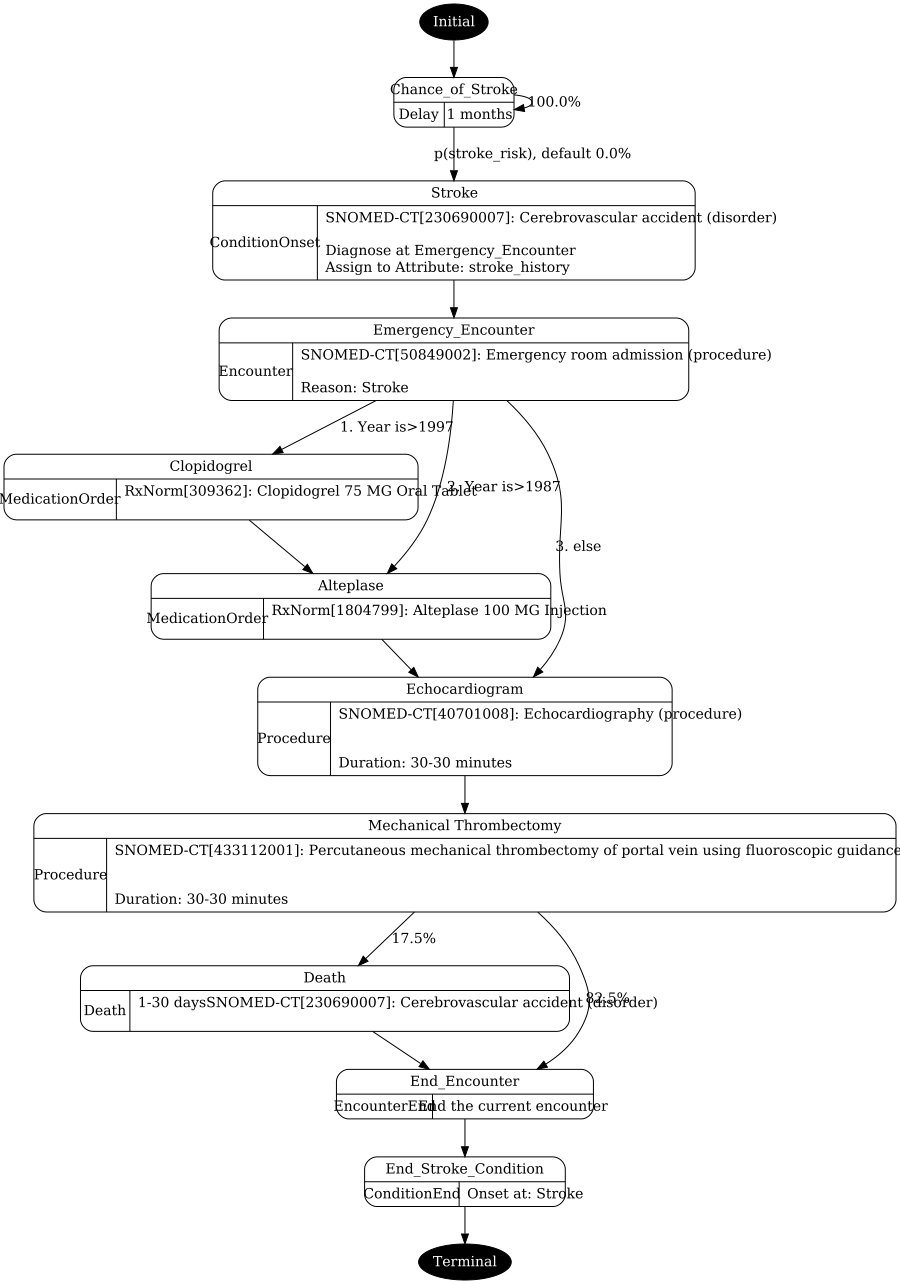 Initial
Chance_of_Stroke
Delay
1 months
100.0%
p(stroke_risk), default 0.0%
Stroke
ConditionOnset
SNOMED-CT[230690007]: Cerebrovascular accident (disorder)
Diagnose at Emergency_Encounter
Assign to Attribute: stroke_history
Emergency_Encounter
Encounter
SNOMED-CT[50849002]: Emergency room admission (procedure)
Reason: Stroke
1. Year is>1997
Clopidogrel
MedicationOrder
RxNorm[309362]: Clopidogrel 75 MG Oral Tablet
2. Year is>1987
3. else
Alteplase
MedicationOrder
RxNorm[1804799]: Alteplase 100 MG Injection
Echocardiogram
Procedure
SNOMED-CT[40701008]: Echocardiography (procedure)
Duration: 30-30 minutes
Mechanical Thrombectomy
Procedure
SNOMED-CT[433112001]: Percutaneous mechanical thrombectomy of portal vein using fluoroscopic guidance
Duration: 30-30 minutes
17.5%
Death
Death
1-30 daysSNOMED-CT[230690007]: Cerebrovascular accident (disorder)
82.5%
End_Encounter
EncounterEnd
End the current encounter
End_Stroke_Condition
ConditionEnd
Onset at: Stroke
Terminal